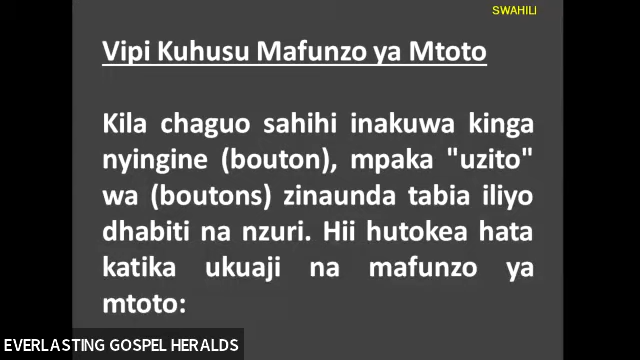 SWAHILI
Vipi Kuhusu Mafunzo ya Mtoto
Kila chaguo sahihi inakuwa kinga
nyingine (bouton), mpaka "uzito"
wa (boutons) zinaunda tabia iliyo
dhabiti na nzuri. Hii hutokea hata
katika ukuaji na mafunzo ya
mtoto:
EVERLASTING GOSPEL HERALDS